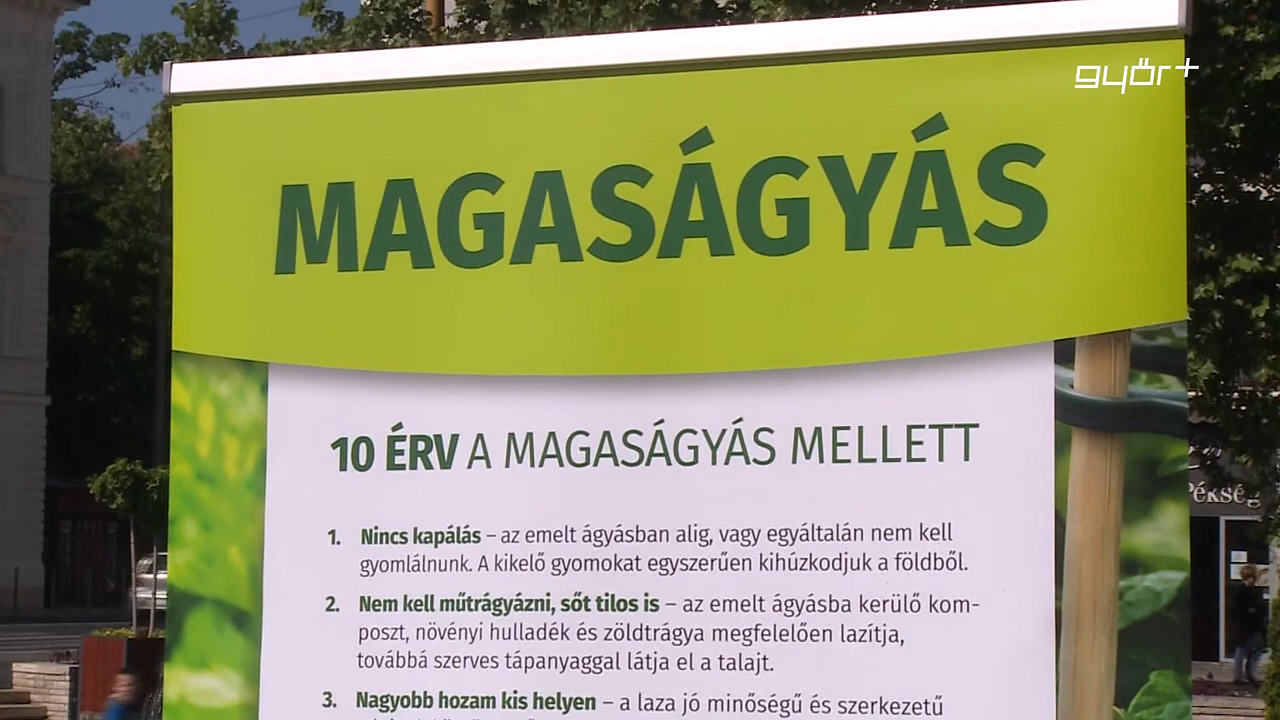 győr+
MAGASÁGYÁS
10 ÉRV A MAGASÁGYÁS MELLETT
1. Nincs kapálás – az emelt ágyásban alig, vagy egyáltalán nem kell
gyomlálnunk. A kikelő gyomokat egyszerűen kihúzkodjuk a földből.
2. Nem kell műtrágyázni, sőt tilos is – az emelt ágyásba kerülő kom-
poszt, növényi hulladék és zöldtrágya megfelelően lazítja,
továbbá szerves tápanyaggal látja el a talajt.
Pékség
3. Nagyobb hozam kis helyen – a laza jó minőségű és szerkezetű